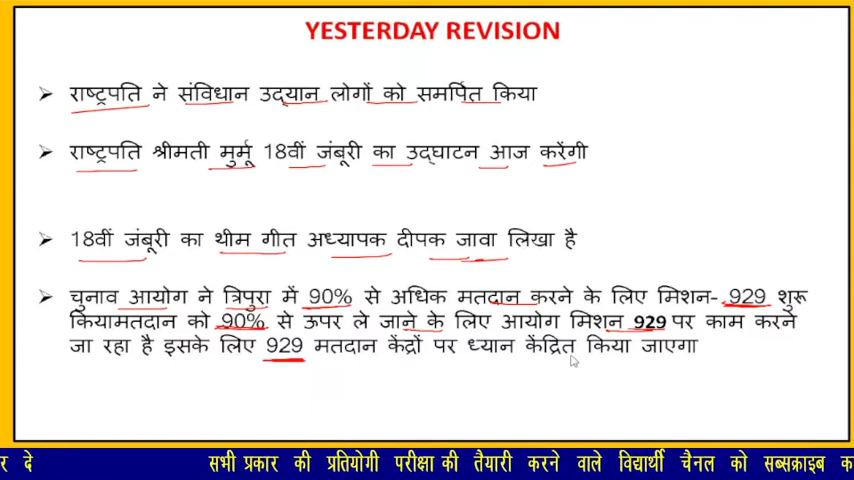 YESTERDAY REVISION
➢ राष्ट्रपति ने संविधान उद्यान लोगों को समर्पित किया
➢ राष्ट्रपति श्रीमती मुर्मू 18वीं जंबूरी का उद्घाटन आज करेंगी
➢ 18वीं जंबूरी का थीम गीत अध्यापक दीपक जावा लिखा है
➢ चुनाव आयोग ने त्रिपुरा में 90% से अधिक मतदान करने के लिए मिशन- 929 शुरू
कियामतदान को 90% से ऊपर ले जाने के लिए आयोग मिशन 929 पर काम करने
जा रहा है इसके लिए 929 मतदान केंद्रों पर ध्यान केंद्रित किया जाएगा
र दे सभी प्रकार की प्रतियोगी परीक्षा की तैयारी करने वाले विद्यार्थी चैनल को सब्सक्राइब क